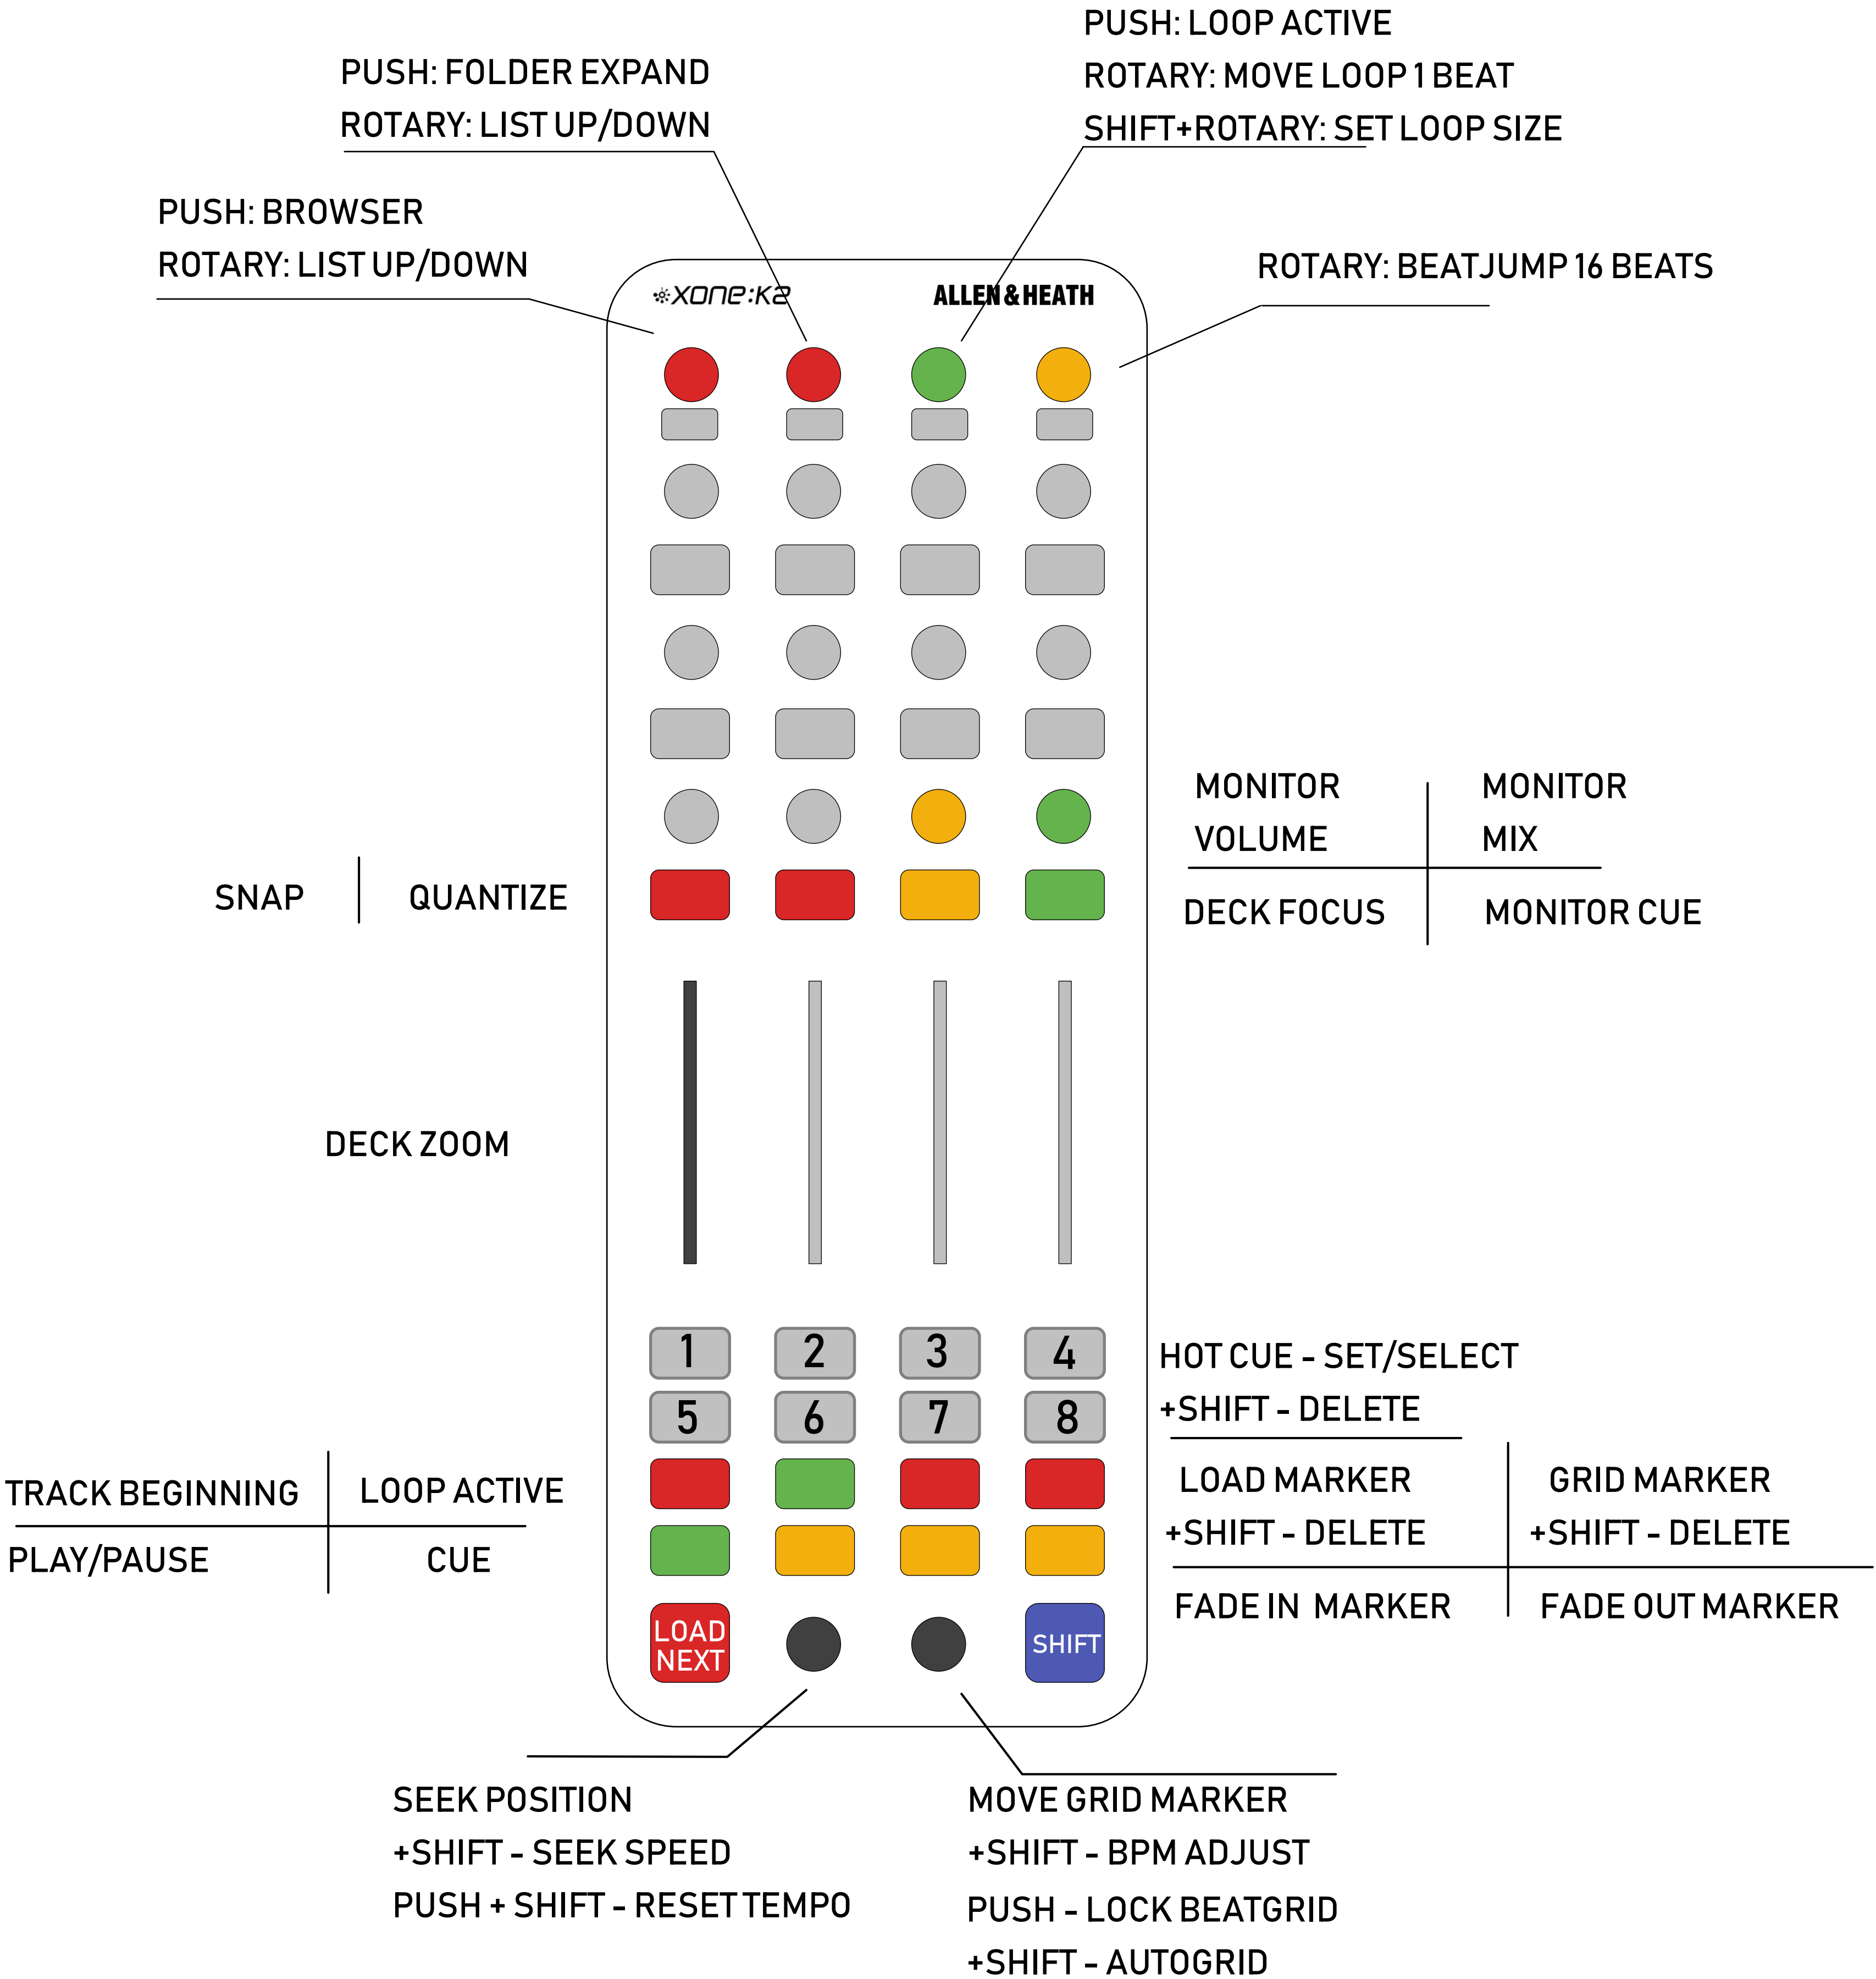 PUSH: LOOP ACTIVE
ROTARY: MOVE LOOP 1 BEAT
SHIFT+ROTARY: SET LOOP SIZE
PUSH: FOLDER EXPAND
ROTARY: LIST UP/DOWN
PUSH: BROWSER
ROTARY: LIST UP/DOWN
ROTARY: BEATJUMP 16 BEATS
XONE:K2
ALLEN&HEATH
MONITOR
VOLUME
MONITOR
MIX
SNAP
QUANTIZE
DECK FOCUS
MONITOR CUE
DECK ZOOM
1
2
3
4
HOT CUE - SET/SELECT
+SHIFT - DELETE
5
6
7
8
TRACK BEGINNING
LOOP ACTIVE
PLAY/PAUSE
CUE
LOAD MARKER
+SHIFT - DELETE
GRID MARKER
+SHIFT - DELETE
FADE IN MARKER
FADE OUT MARKER
LOAD
NEXT
SHIFT
SEEK POSITION
+SHIFT - SEEK SPEED
PUSH + SHIFT - RESET TEMPO
MOVE GRID MARKER
+SHIFT - BPM ADJUST
PUSH - LOCK BEATGRID
+SHIFT - AUTOGRID